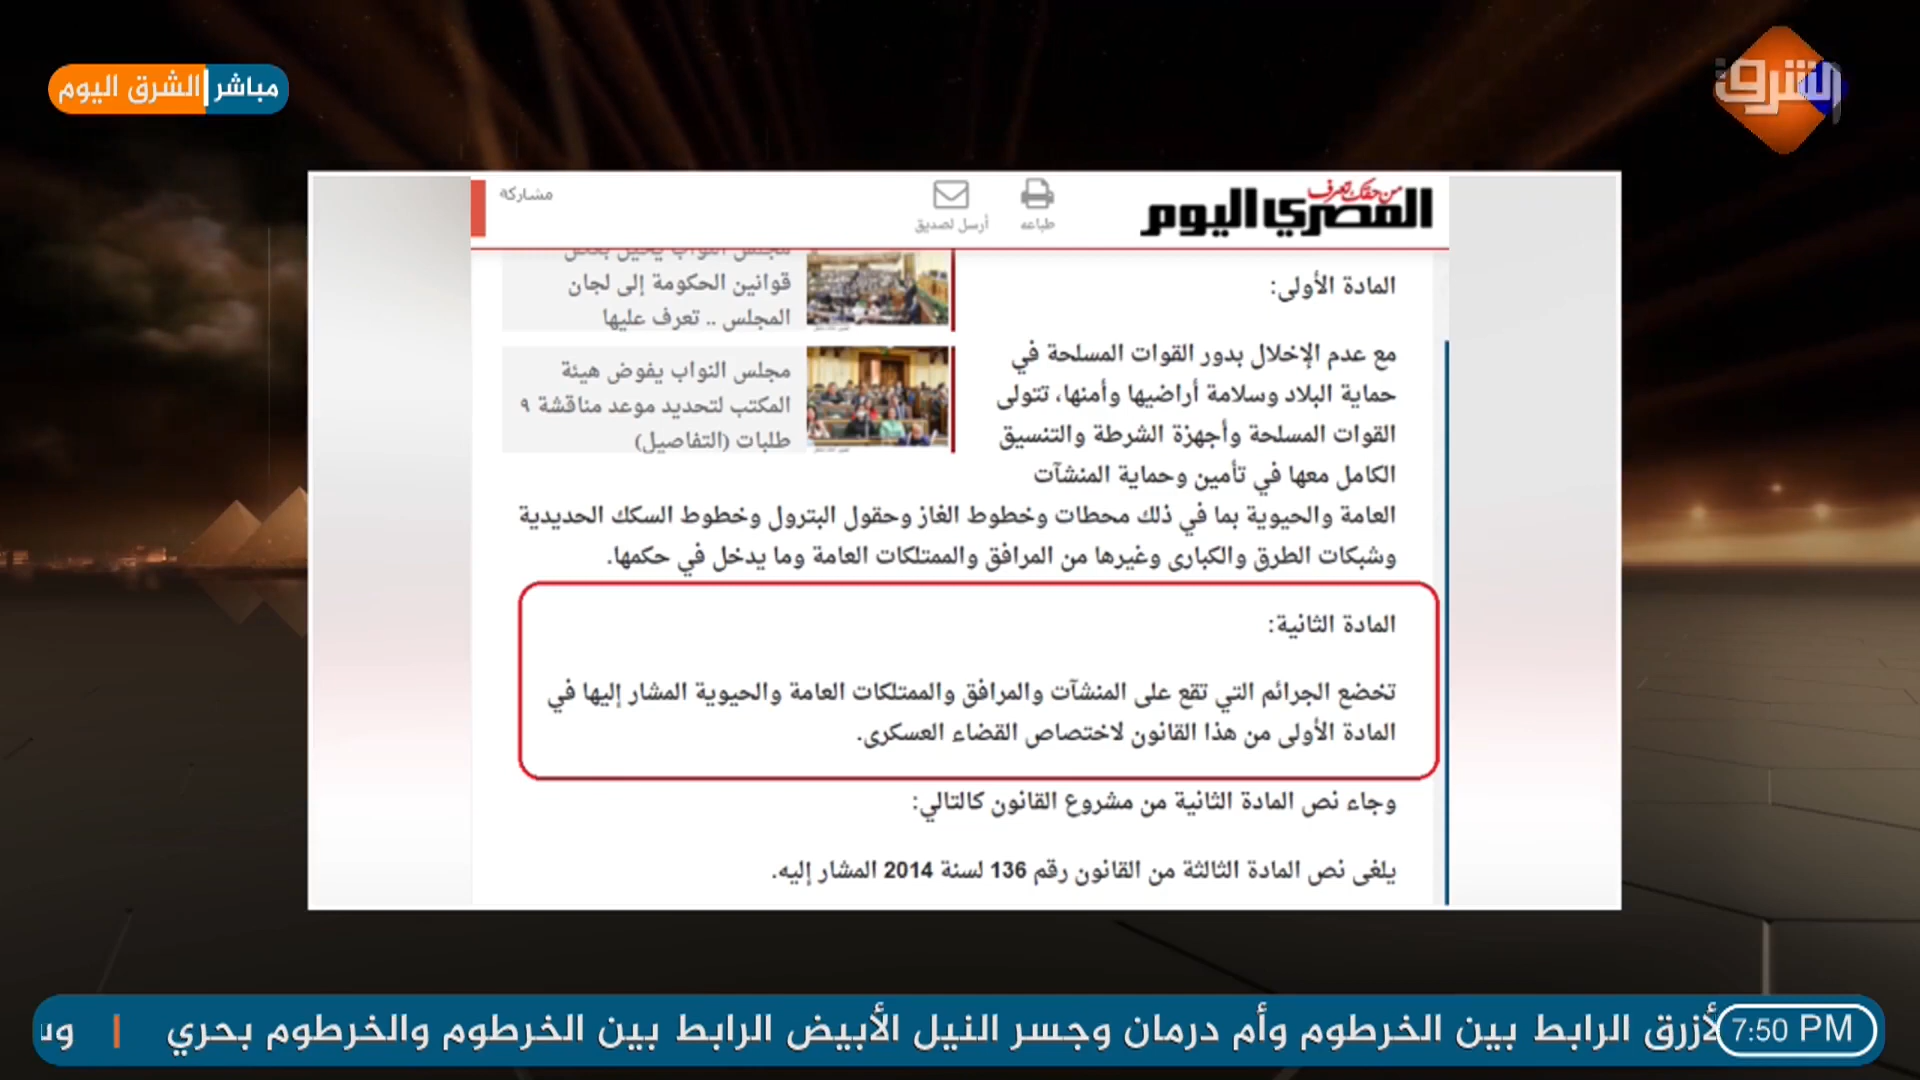 مباشر الشرق اليوم
الشرق
مشاركة
أرسل لصديق
طباعه
من حقك تعرف
المصري اليوم
قوانين الحكومة إلى لجان
المجلس .. تعرف عليها
مجلس النواب يفوض هيئة
المكتب لتحديد موعد مناقشة ٩
طلبات (التفاصيل)
المادة الأولى:
مع عدم الإخلال بدور القوات المسلحة في
حماية البلاد وسلامة أراضيها وأمنها، تتولى
القوات المسلحة وأجهزة الشرطة والتنسيق
الكامل معها في تأمين وحماية المنشآت
العامة والحيوية بما في ذلك محطات وخطوط الغاز وحقول البترول وخطوط السكك الحديدية
وشبكات الطرق والكبارى وغيرها من المرافق والممتلكات العامة وما يدخل في حكمها.
المادة الثانية:
تخضع الجرائم التي تقع على المنشآت والمرافق والممتلكات العامة والحيوية المشار إليها في
المادة الأولى من هذا القانون لاختصاص القضاء العسكرى.
وجاء نص المادة الثانية من مشروع القانون كالتالي:
يلغى نص المادة الثالثة من القانون رقم 136 لسنة 2014 المشار إليه.
الرابط بين الخرطوم وأم درمان وجسر النيل الأبيض الرابط بين الخرطوم والخرطوم بحري |
7:50 PM